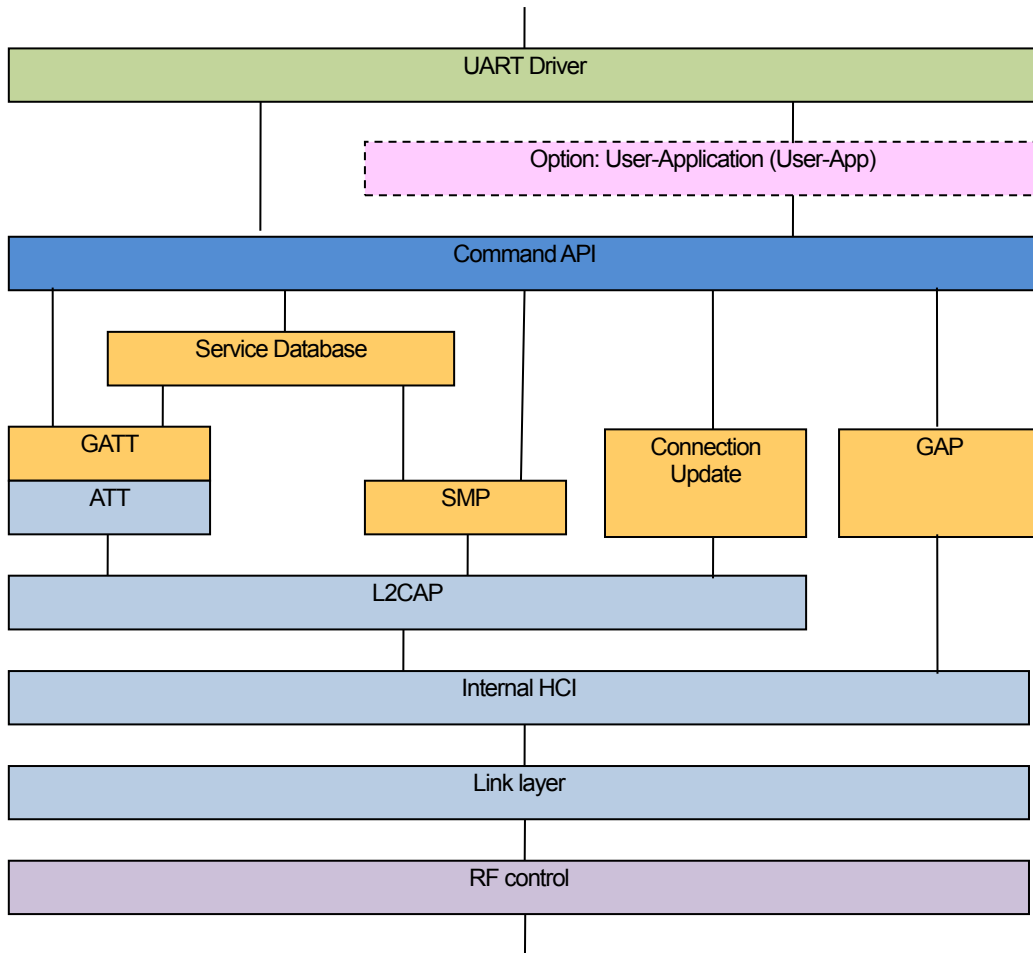 UART Driver
Option: User-Application (User-App)
Command API
Service Database
GATT
Connection
Update
GAP
ATT
SMP
L2CAP
Internal HCI
Link layer
RF control